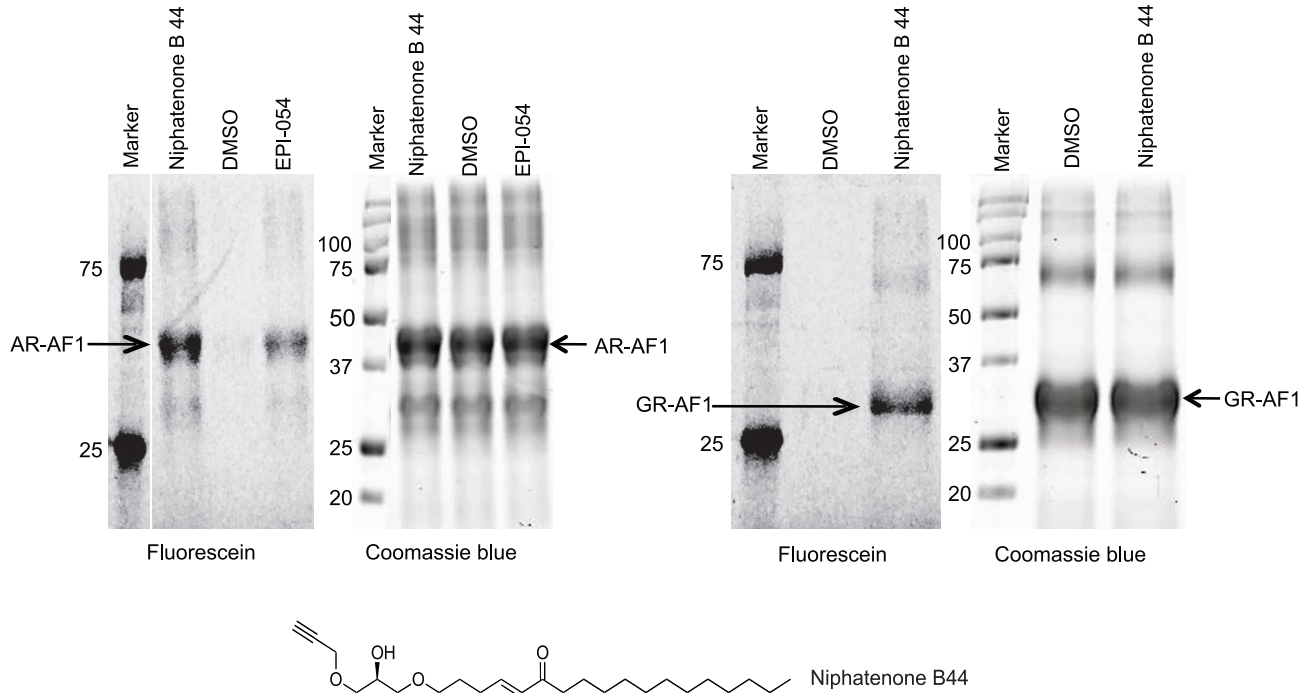 Marker
Niphatenone B 44
DMSO
EPI-054
75
AR-AF1
25
Fluorescein
Marker
Niphatenone B 44
DMSO
EPI-054
100
75
50
37
25
20
AR-AF1
Coomassie blue
Marker
DMSO
Niphatenone B 44
75
GR-AF1
25
Fluorescein
Marker
DMSO
Niphatenone B 44
100
75
50
37
25
20
GR-AF1
Coomassie blue
OH
O
O
O
Niphatenone B44